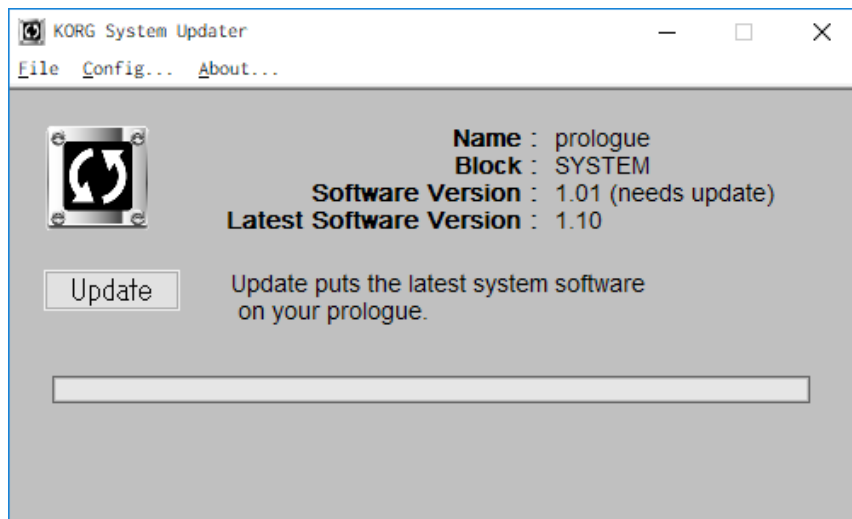 KORG System Updater
File Config... About...
Name : prologue
Block : SYSTEM
Software Version : 1.01 (needs update)
Latest Software Version : 1.10
Update
Update puts the latest system software
on your prologue.